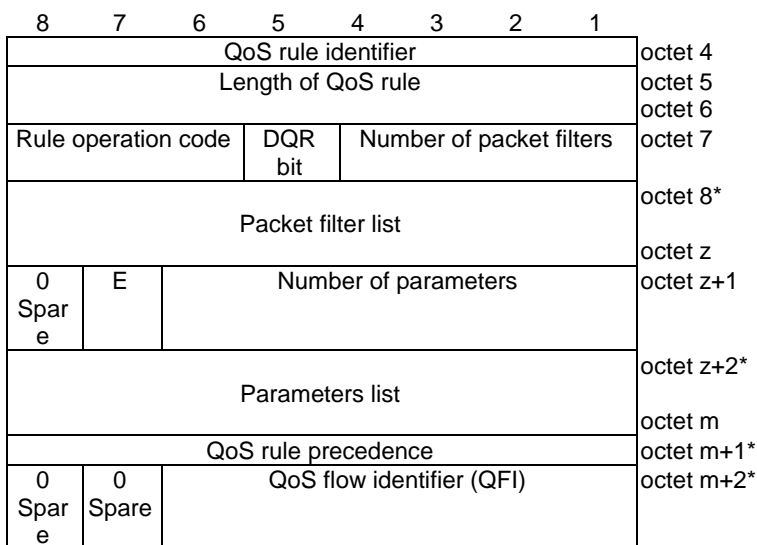 8 7 6 5 4 3 2 1
QoS rule identifier octet 4
Length of QoS rule octet 5
octet 6
Rule operation code DQR Number of packet filters octet 7
bit
octet 8*
Packet filter list
octet z
0 E Number of parameters octet z+1
Spar
e
octet z+2*
Parameters list
octet m
QoS rule precedence octet m+1*
0 0 QoS flow identifier (QFI) octet m+2*
Spar Spare
e